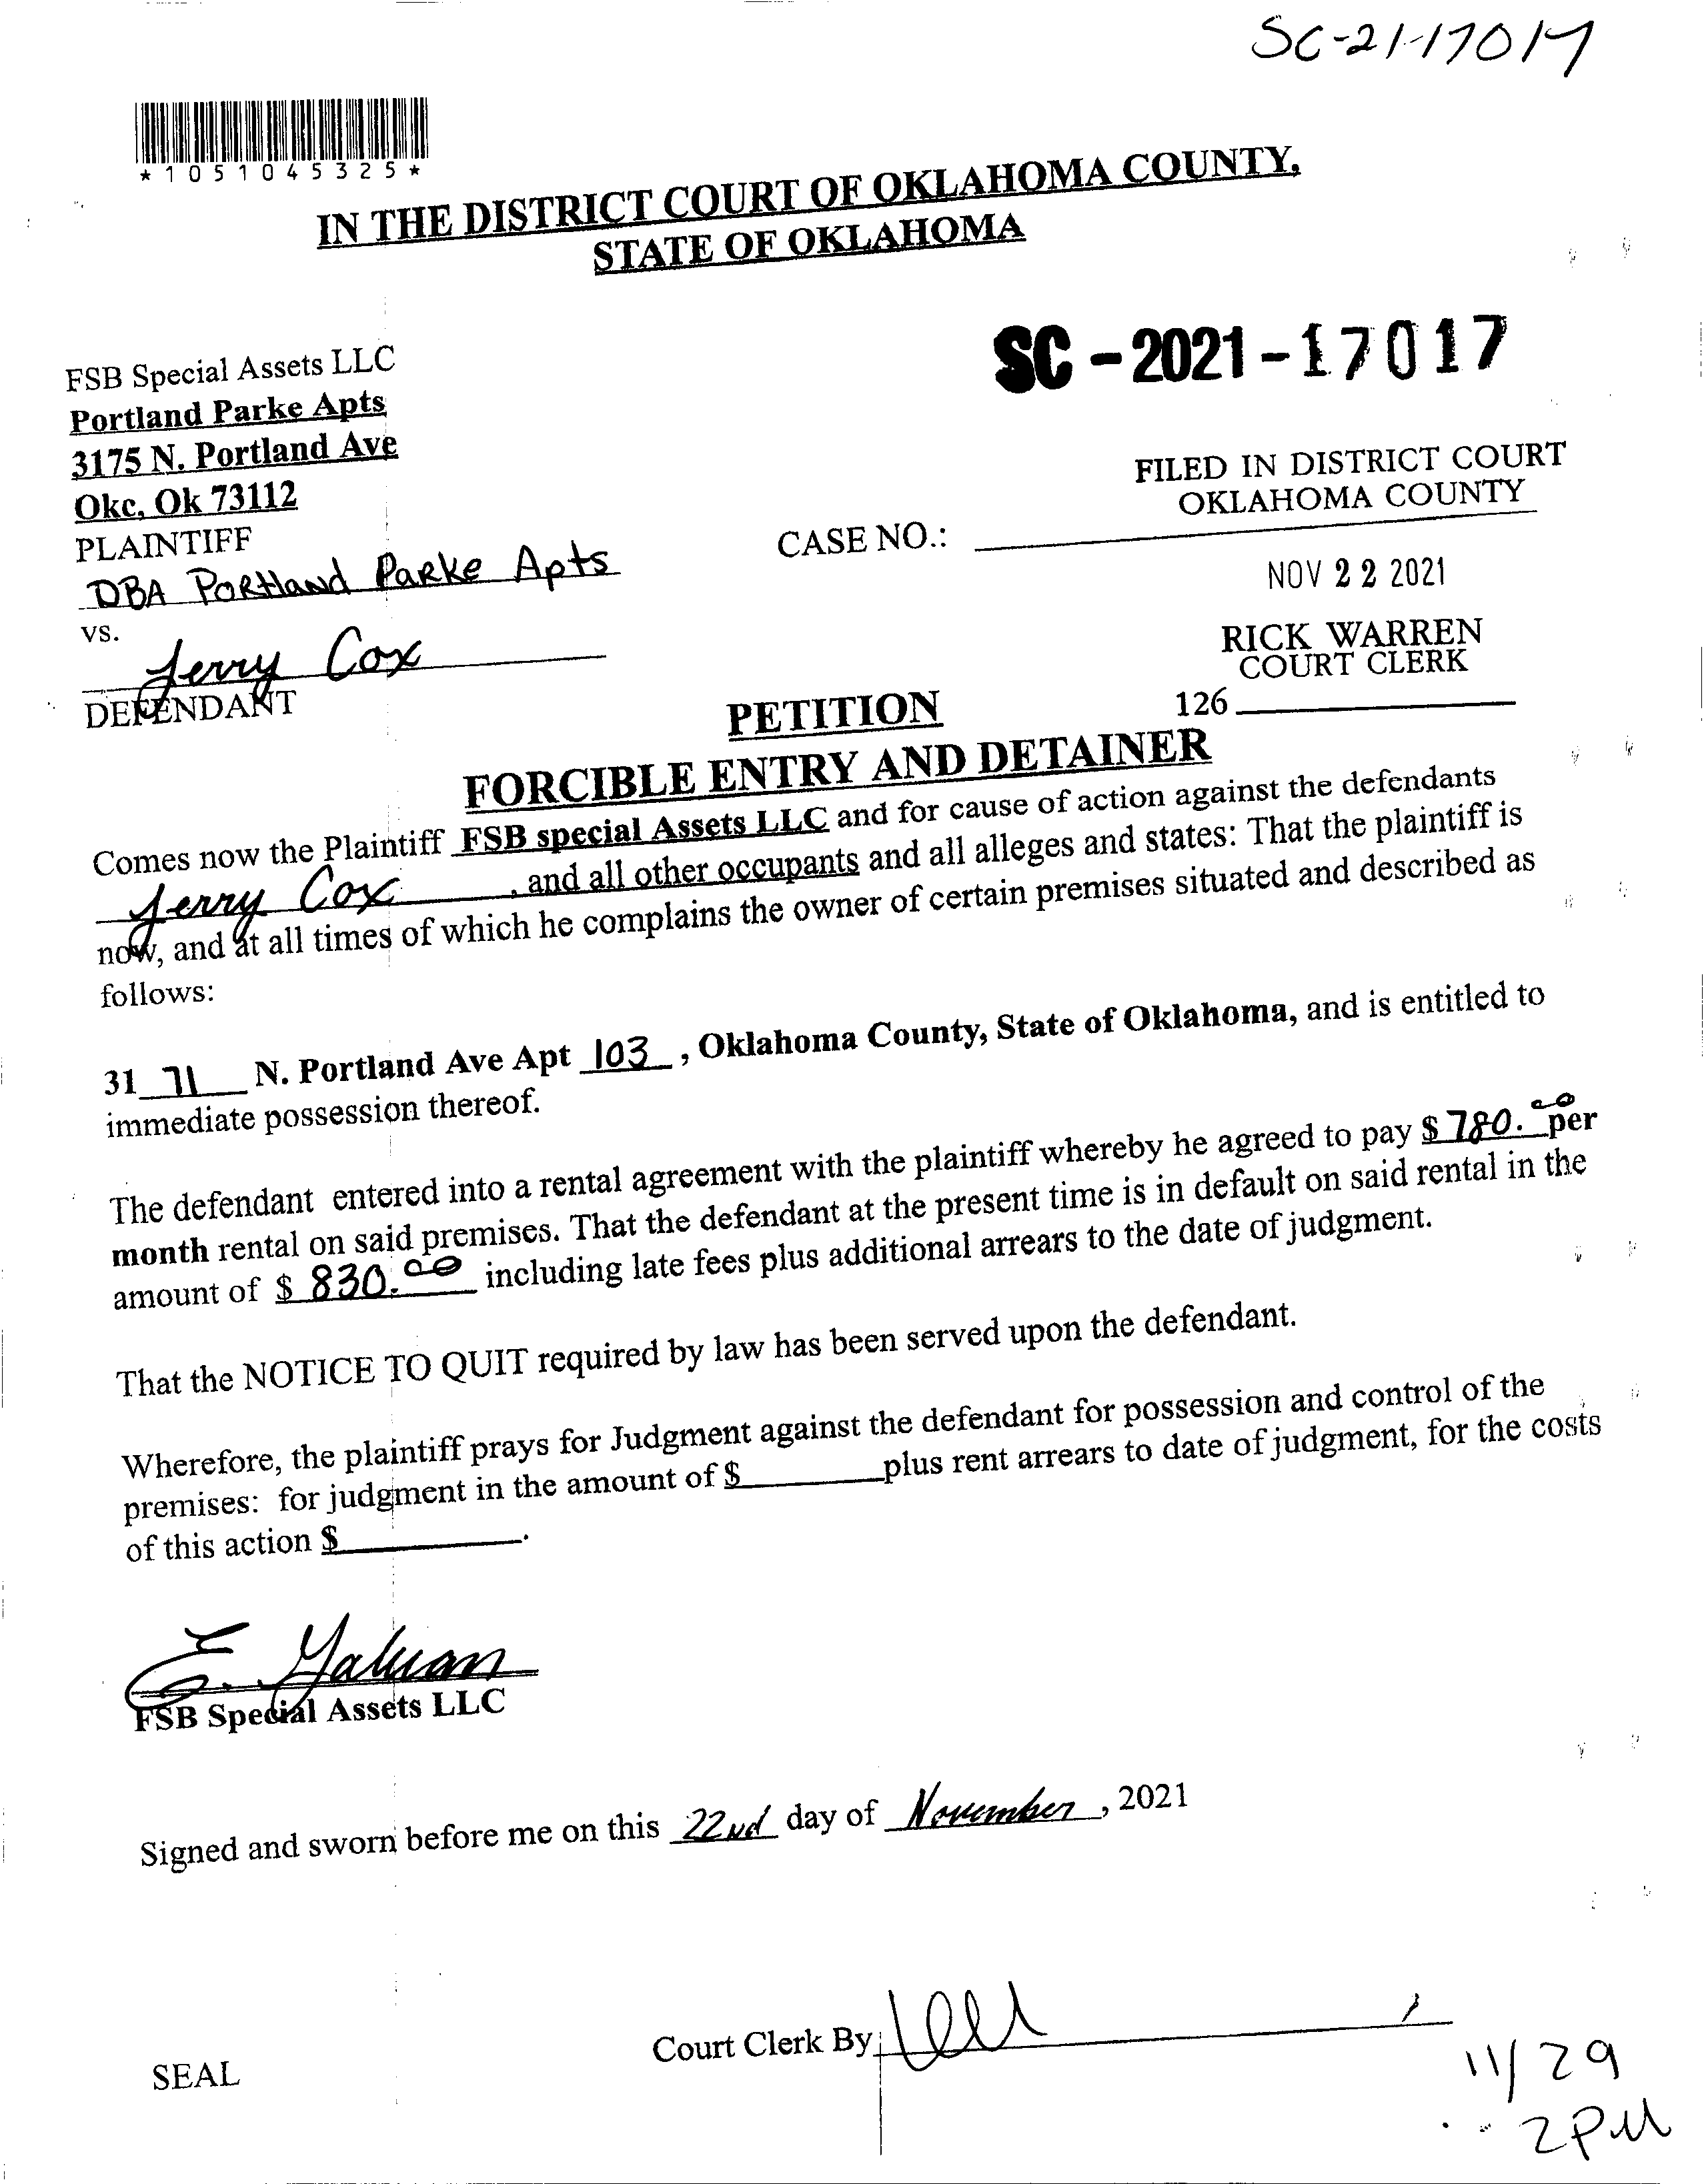 SC-21-17017
*1051045325*
IN THE DISTRICT COURT OF OKLAHOMA COUNTY,
STATE OF OKLAHOMA
SC - 2021 - 17017
FSB Special Assets LLC
Portland Parke Apts
3175 N. Portland Ave
Okc, Ok 73112
PLAINTIFF
DBA Portland Parke Apts
vs.
Jerry Cox
DEFENDANT
FILED IN DISTRICT COURT
OKLAHOMA COUNTY
CASE NO.:
NOV 22 2021
RICK WARREN
COURT CLERK
126
PETITION
FORCIBLE ENTRY AND DETAINER
Comes now the Plaintiff FSB special Assets LLC and for cause of action against the defendants
Jerry Cox , and all other occupants and all alleges and states: That the plaintiff is
now, and at all times of which he complains the owner of certain premises situated and described as
follows:
31 71 N. Portland Ave Apt 103 , Oklahoma County, State of Oklahoma, and is entitled to
immediate possession thereof.
The defendant entered into a rental agreement with the plaintiff whereby he agreed to pay $ 780.00 per
month rental on said premises. That the defendant at the present time is in default on said rental in the
amount of $ 830.00 including late fees plus additional arrears to the date of judgment.
That the NOTICE TO QUIT required by law has been served upon the defendant.
Wherefore, the plaintiff prays for Judgment against the defendant for possession and control of the
premises: for judgment in the amount of $ plus rent arrears to date of judgment, for the costs
of this action $ .
E. Galvan
FSB Special Assets LLC
Signed and sworn before me on this 22nd day of November , 2021
Court Clerk By
SEAL
11/29
2PM